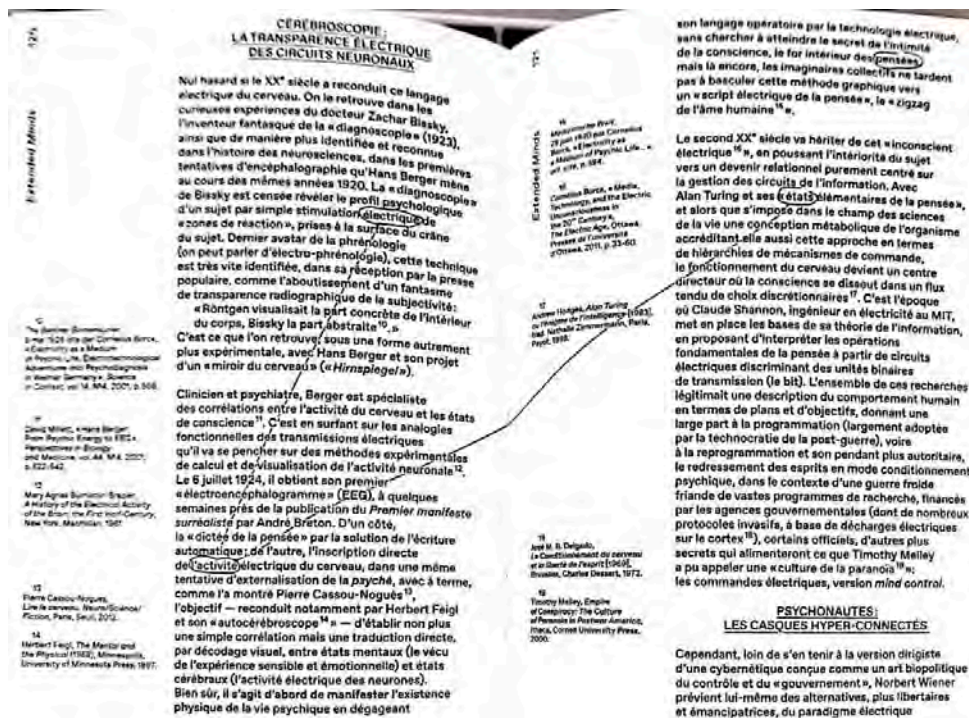 125
Extended Minds
CÉRÉBROSCOPIE:
LA TRANSPARENCE ÉLECTRIQUE
DES CIRCUITS NEURONAUX
Nul hasard si le XXᵉ siècle a reconduit ce langage
électrique du cerveau. On le retrouve dans les
curieuses expériences du docteur Zachar Bissky,
l'inventeur fantasque de la «diagnoscopie» (1923),
ainsi que de manière plus identifiée et reconnue
dans l'histoire des neurosciences, dans les premières
tentatives d'encéphalographie qu'Hans Berger mène
au cours des mêmes années 1920. La «diagnoscopie»
de Bissky est censée révéler le profil psychologique
d'un sujet par simple stimulation électrique de
«zones de réaction», prises à la surface du crâne
du sujet. Dernier avatar de la phrénologie
(on peut parler d'électro-phrénologie), cette technique
est très vite identifiée, dans sa réception par la presse
populaire, comme l'aboutissement d'un fantasme
de transparence radiographique de la subjectivité:
«Röntgen visualisait la part concrète de l'intérieur
du corps, Bissky la part abstraite¹⁰.»
C'est ce que l'on retrouve, sous une forme autrement
plus expérimentale, avec Hans Berger et son projet
d'un «miroir du cerveau» («Hirnspiegel»).
Clinicien et psychiatre, Berger est spécialiste
des corrélations entre l'activité du cerveau et les états
de conscience¹¹. C'est en surfant sur les analogies
fonctionnelles des transmissions électriques
qu'il va se pencher sur des méthodes expérimentales
de calcul et de visualisation de l'activité neuronale¹².
Le 6 juillet 1924, il obtient son premier
«électroencéphalogramme» (EEG), à quelques
semaines près de la publication du Premier manifeste
surréaliste par André Breton. D'un côté,
la «dictée de la pensée» par la solution de l'écriture
automatique; de l'autre, l'inscription directe
de l'activité électrique du cerveau, dans une même
tentative d'externalisation de la psyché, avec à terme,
comme l'a montré Pierre Cassou-Noguès¹³,
l'objectif — reconduit notamment par Herbert Feigl
et son «autocérébroscope¹⁴» — d'établir non plus
une simple corrélation mais une traduction directe,
par décodage visuel, entre états mentaux (le vécu
de l'expérience sensible et émotionnelle) et états
cérébraux (l'activité électrique des neurones).
Bien sûr, il s'agit d'abord de manifester l'existence
physique de la vie psychique en dégageant
10
Cornelius Borck,
«Electricity as a Medium
of Psychic Life: Electrotechnological
Adventures into Psychodiagnosis
in Weimar Germany», Science
in Context, vol. 14, Nº4, 2001, p. 568.
11
David Millett, «Hans Berger:
From Psychic Energy to EEG»,
Perspectives in Biology
and Medicine, vol. 44, Nº4, 2001,
p. 522-542.
12
Mary Agnes Burniston Brazier,
A History of the Electrical Activity
of the Brain: the First Half-Century,
New York, Macmillan, 1961.
13
Pierre Cassou-Noguès,
Lire le cerveau. Neuro/Science/
Fiction, Paris, Seuil, 2012.
14
Herbert Feigl, The Mental and
the Physical [1958], Minneapolis,
University of Minnesota Press, 1967.
Extended Minds
son langage opératoire par la technologie électrique,
sans chercher à atteindre le secret de l'intimité
de la conscience, le for intérieur des pensées,
mais là encore, les imaginaires collectifs ne tardent
pas à basculer cette méthode graphique vers
un «script électrique de la pensée», le «zigzag
de l'âme humaine¹⁵».
Le second XXᵉ siècle va hériter de cet «inconscient
électrique¹⁶», en poussant l'intériorité du sujet
vers un devenir relationnel purement centré sur
la gestion des circuits de l'information. Avec
Alan Turing et ses «états élémentaires de la pensée»,
et alors que s'impose dans le champ des sciences
de la vie une conception métabolique de l'organisme
accréditant elle aussi cette approche en termes
de hiérarchies de mécanismes de commande,
le fonctionnement du cerveau devient un centre
directeur où la conscience se dissout dans un flux
tendu de choix discrétionnaires¹⁷. C'est l'époque
où Claude Shannon, ingénieur en électricité au MIT,
met en place les bases de sa théorie de l'information,
en proposant d'interpréter les opérations
fondamentales de la pensée à partir de circuits
électriques discriminant des unités binaires
de transmission (le bit). L'ensemble de ces recherches
légitimait une description du comportement humain
en termes de plans et d'objectifs, donnant une
large part à la programmation (largement adoptée
par la technocratie de la post-guerre), voire
à la reprogrammation et son pendant plus autoritaire,
le redressement des esprits en mode conditionnement
psychique, dans le contexte d'une guerre froide
friande de vastes programmes de recherche, financés
par les agences gouvernementales (dont de nombreux
protocoles invasifs, à base de décharges électriques
sur le cortex¹⁸), certains officiels, d'autres plus
secrets qui alimenteront ce que Timothy Melley
a pu appeler une «culture de la paranoïa¹⁹»;
les commandes électriques, version mind control.
PSYCHONAUTES:
LES CASQUES HYPER-CONNECTÉS
Cependant, loin de s'en tenir à la version dirigiste
d'une cybernétique conçue comme un art biopolitique
du contrôle et du «gouvernement», Norbert Wiener
prévient lui-même des alternatives, plus libertaires
et émancipatrices, du paradigme électrique
15
par Cornelius
Borck, «Electricity as
a Medium of Psychic Life…»,
art. cité, p. 584.
16
Cornelius Borck, «Media,
Technology, and the Electric
Unconsciousness in
the 20ᵗʰ Century»,
The Electric Age, Ottawa,
Presses de l'université
d'Ottawa, 2011, p. 33-60.
17
Andrew Hodges, Alan Turing
ou l'énigme de l'intelligence [1983],
trad. Nathalie Zimmermann, Paris,
Payot, 1988.
18
José M. R. Delgado,
Le Conditionnement du cerveau
et la liberté de l'esprit [1969],
Bruxelles, Charles Dessart, 1972.
19
Timothy Melley, Empire
of Conspiracy: The Culture
of Paranoia in Postwar America,
Ithaca, Cornell University Press,
2000.